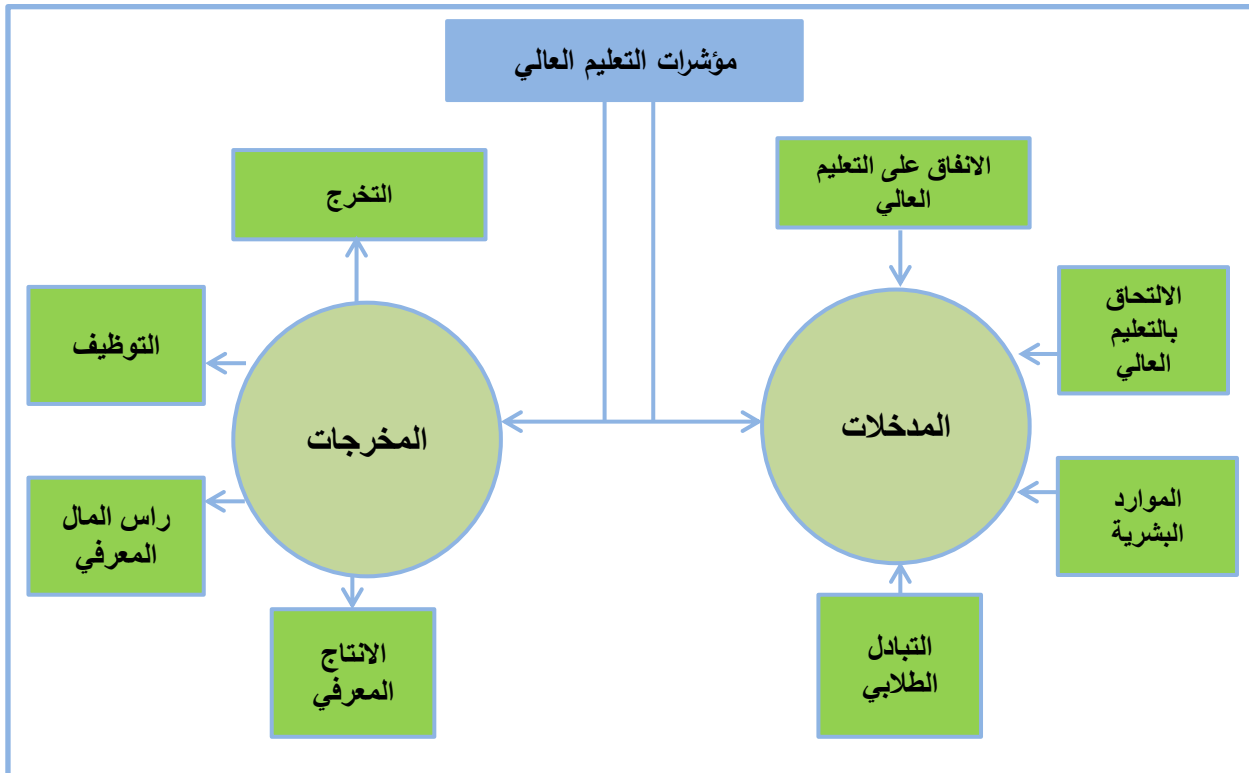 مؤشرات التعليم العالي
الانفاق على التعليم
العالي
التخرج
الالتحاق
بالتعليم
العالي
التوظيف
المدخلات
المخرجات
الموارد
البشرية
راس المال
المعرفي
التبادل
الطلابي
الانتاج
المعرفي